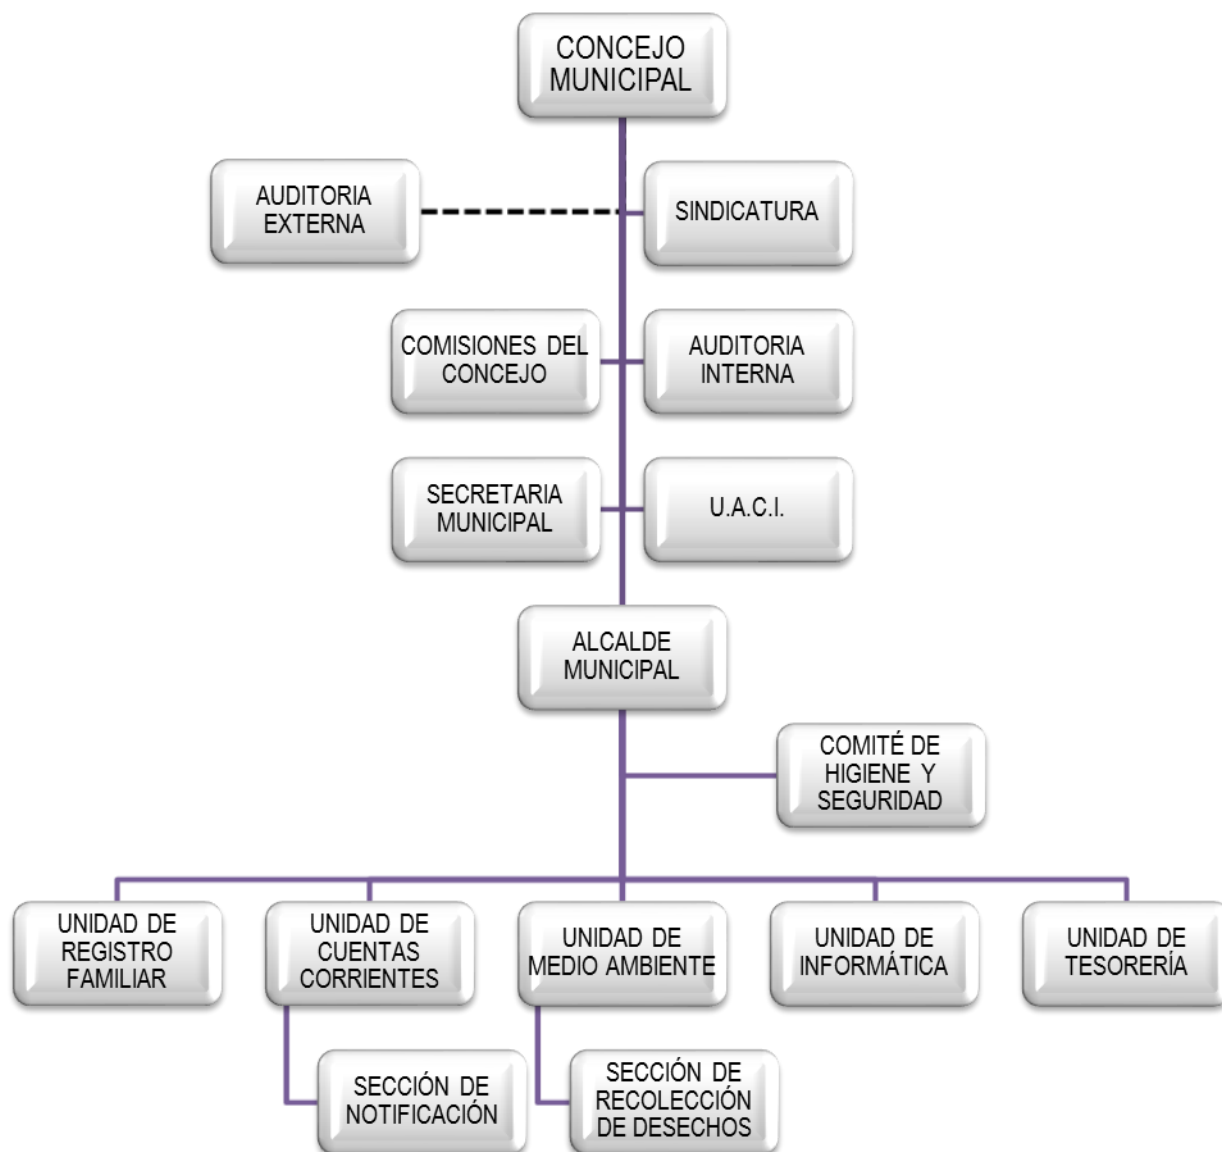 CONCEJO
MUNICIPAL
AUDITORIA
EXTERNA
SINDICATURA
COMISIONES DEL
CONCEJO
AUDITORIA
INTERNA
SECRETARIA
MUNICIPAL
U.A.C.I.
ALCALDE
MUNICIPAL
COMITÉ DE
HIGIENE Y
SEGURIDAD
UNIDAD DE
REGISTRO
FAMILIAR
UNIDAD DE
CUENTAS
CORRIENTES
UNIDAD DE
MEDIO AMBIENTE
UNIDAD DE
INFORMÁTICA
UNIDAD DE
TESORERÍA
SECCIÓN DE
NOTIFICACIÓN
SECCIÓN DE
RECOLECCIÓN
DE DESECHOS